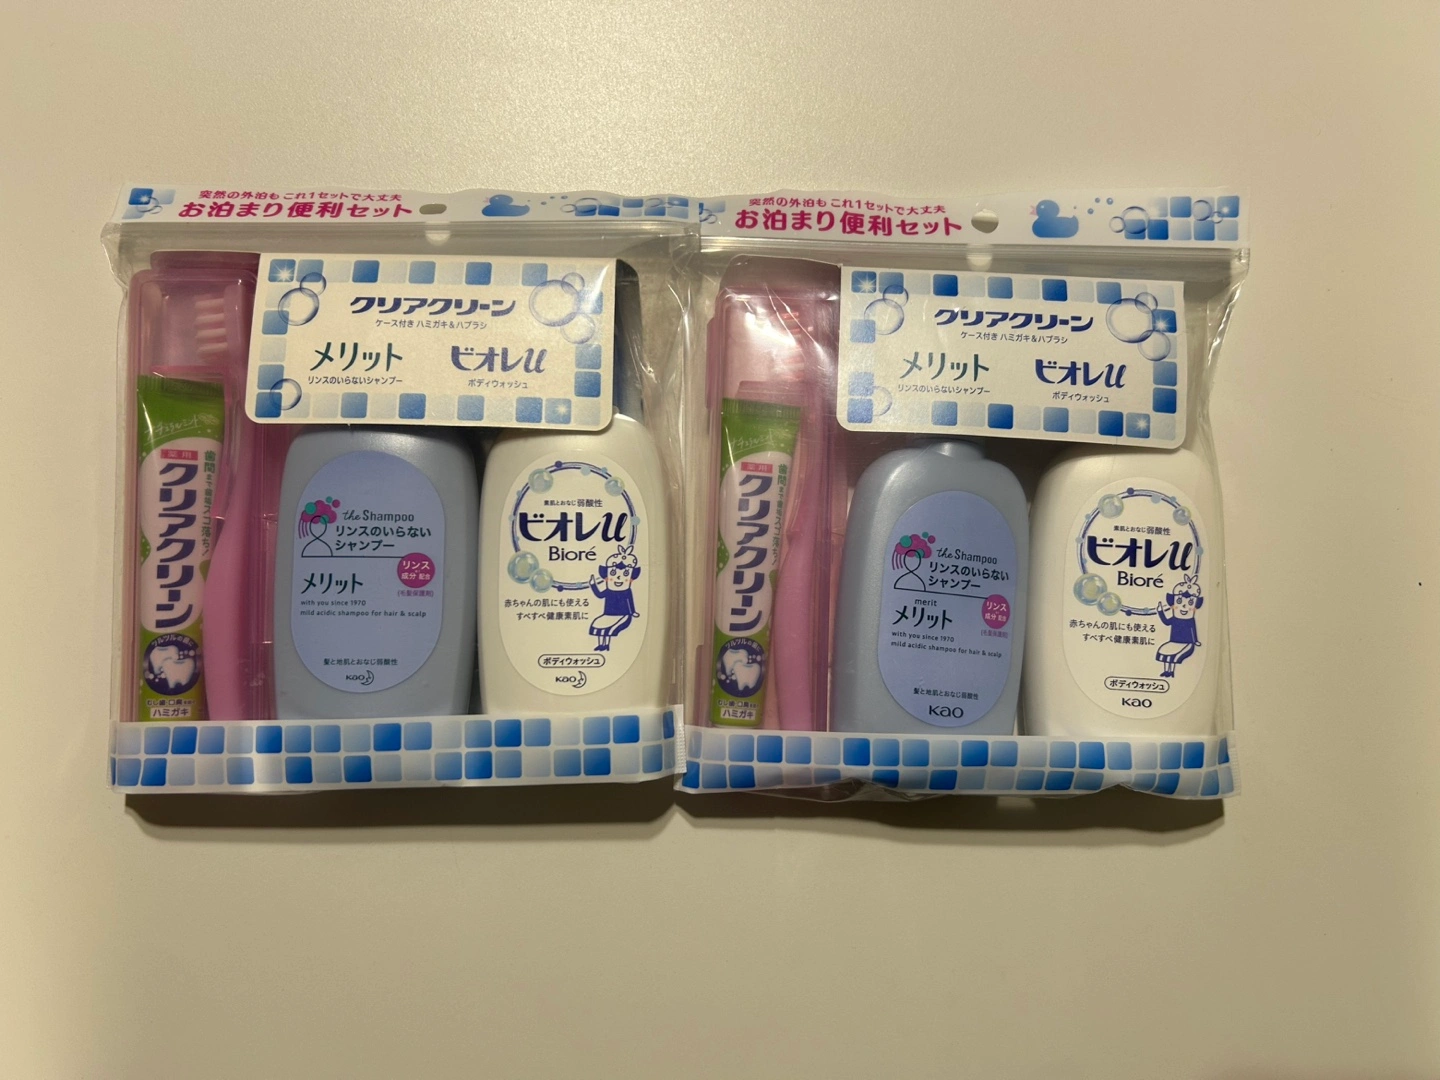 突然の外泊も これ1セットで大丈夫
お泊まり便利セット
クリアクリーン
ケース付き ハミガキ&ハブラシ
メリット
リンスのいらないシャンプー
ビオレu
ボディウォッシュ
薬用
クリアクリーン
ハミガキ
the Shampoo
リンスのいらない
シャンプー
リンス
成分 配合
(毛髪保護剤)
メリット
with you since 1970
mild acidic shampoo for hair & scalp
髪と地肌とおなじ弱酸性
Kao
素肌とおなじ弱酸性
ビオレu
Bioré
赤ちゃんの肌にも使える
すべすべ健康素肌に
ボディウォッシュ
Kao
突然の外泊も これ1セットで大丈夫
お泊まり便利セット
クリアクリーン
ケース付き ハミガキ&ハブラシ
メリット
リンスのいらないシャンプー
ビオレu
ボディウォッシュ
薬用
クリアクリーン
ハミガキ
the Shampoo
リンスのいらない
シャンプー
merit
メリット
リンス
成分 配合
(毛髪保護剤)
with you since 1970
mild acidic shampoo for hair & scalp
髪と地肌とおなじ弱酸性
Kao
素肌とおなじ弱酸性
ビオレu
Bioré
赤ちゃんの肌にも使える
すべすべ健康素肌に
ボディウォッシュ
Kao